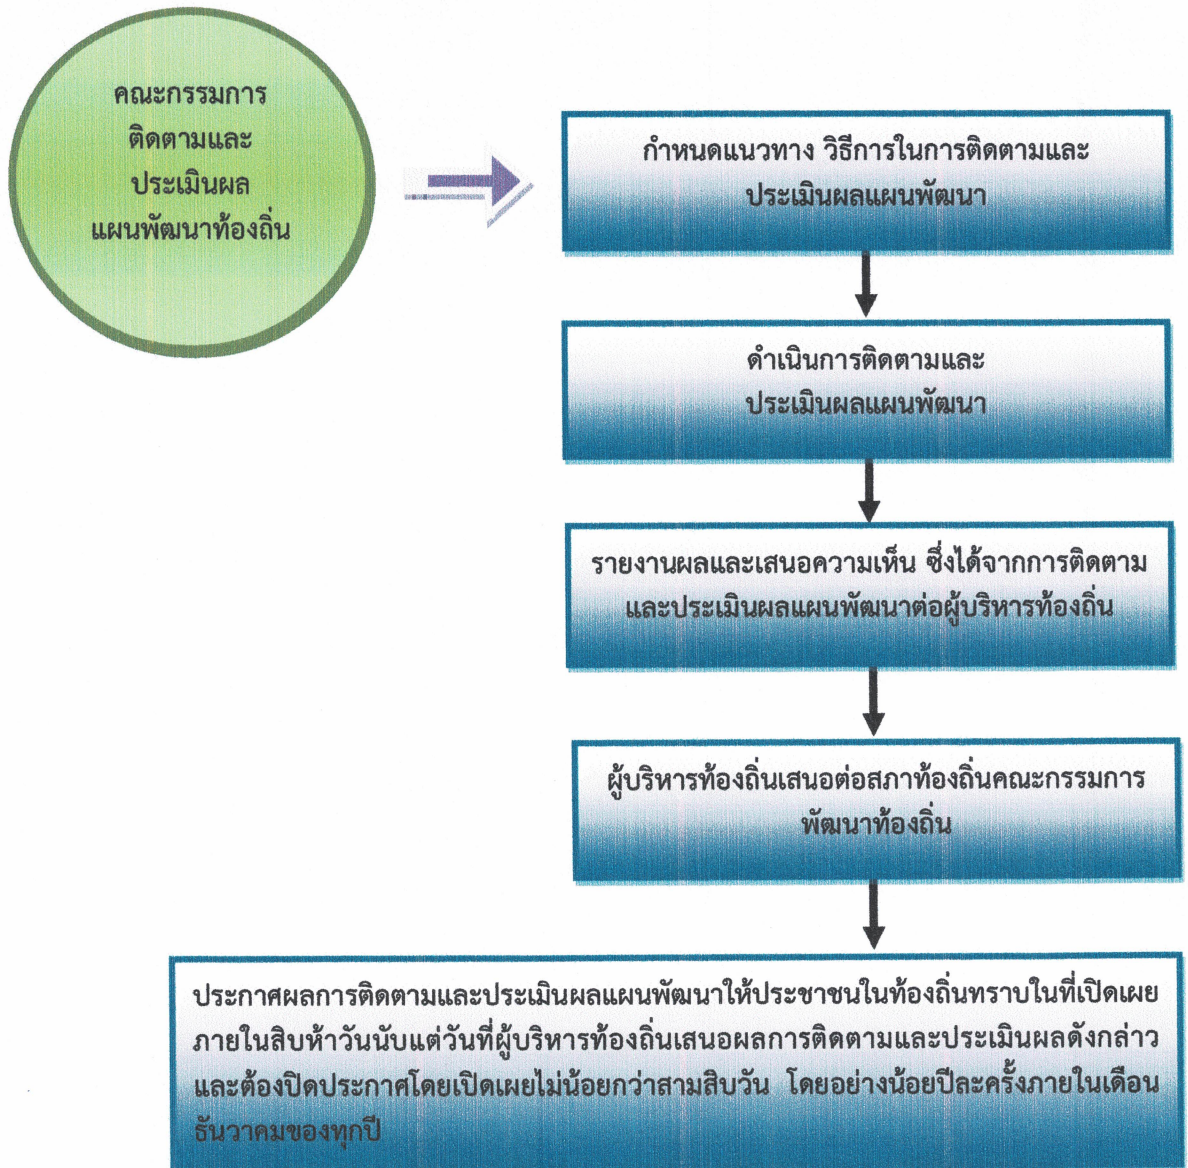 คณะกรรมการ
ติดตามและ
ประเมินผล
แผนพัฒนาท้องถิ่น
กำหนดแนวทาง วิธีการในการติดตามและ
ประเมินผลแผนพัฒนา
ดำเนินการติดตามและ
ประเมินผลแผนพัฒนา
รายงานผลและเสนอความเห็น ซึ่งได้จากการติดตาม
และประเมินผลแผนพัฒนาต่อผู้บริหารท้องถิ่น
ผู้บริหารท้องถิ่นเสนอต่อสภาท้องถิ่นคณะกรรมการ
พัฒนาท้องถิ่น
ประกาศผลการติดตามและประเมินผลแผนพัฒนาให้ประชาชนในท้องถิ่นทราบในที่เปิดเผย
ภายในสิบห้าวันนับแต่วันที่ผู้บริหารท้องถิ่นเสนอผลการติดตามและประเมินผลดังกล่าว
และต้องปิดประกาศโดยเปิดเผยไม่น้อยกว่าสามสิบวัน โดยอย่างน้อยปีละครั้งภายในเดือน
ธันวาคมของทุกปี